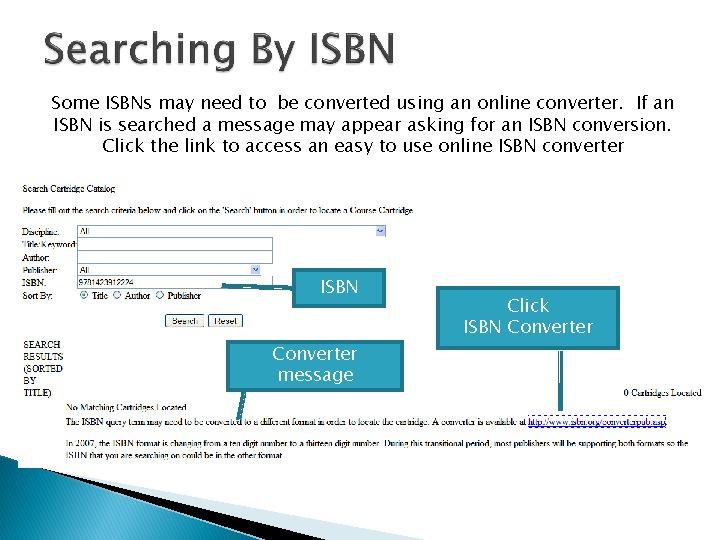 Searching By ISBN
Some ISBNs may need to be converted using an online converter. If an
ISBN is searched a message may appear asking for an ISBN conversion.
Click the link to access an easy to use online ISBN converter
Search Cartridge Catalog
Please fill out the search criteria below and click on the 'Search' button in order to locate a Course Cartridge
Discipline: All
Title/Keyword:
Author:
Publisher: All
ISBN: 9781423912224
Sort By: Title Author Publisher
Search Reset
ISBN
Click
ISBN Converter
Converter
message
SEARCH
RESULTS
(SORTED
BY
TITLE)
0 Cartridges Located
No Matching Cartridges Located
The ISBN query term may need to be converted to a different format in order to locate the cartridge. A converter is available at http://www.isbn.org/converterpub.asp.
In 2007, the ISBN format is changing from a ten digit number to a thirteen digit number. During this transitional period, most publishers will be supporting both formats so the
ISBN that you are searching on could be in the other format.